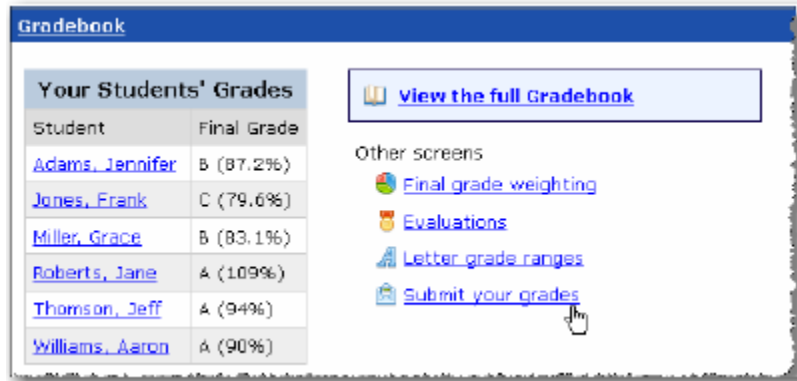 Gradebook
Your Students' Grades
Student Final Grade
Adams, Jennifer B (87.2%)
Jones, Frank C (79.6%)
Miller, Grace B (83.1%)
Roberts, Jane A (109%)
Thomson, Jeff A (94%)
Williams, Aaron A (90%)
View the full Gradebook
Other screens
Final grade weighting
Evaluations
Letter grade ranges
Submit your grades